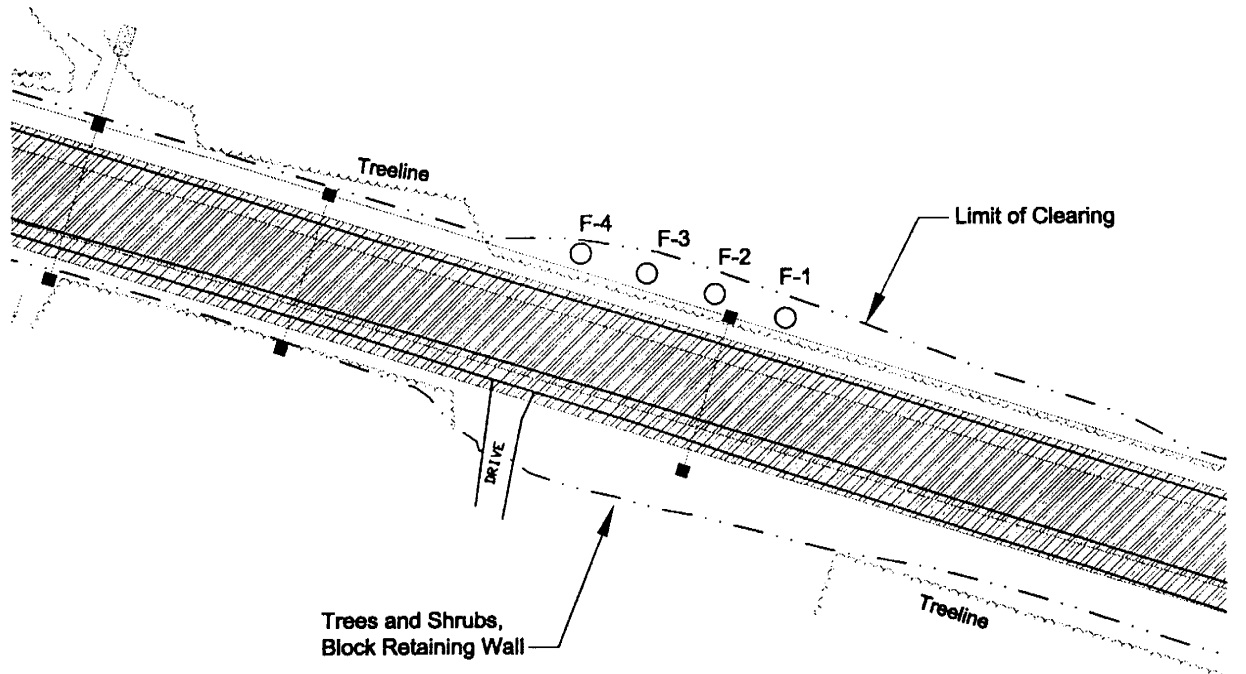 Treeline
F-4
F-3
F-2
F-1
Limit of Clearing
DRIVE
Trees and Shrubs,
Block Retaining Wall
Treeline